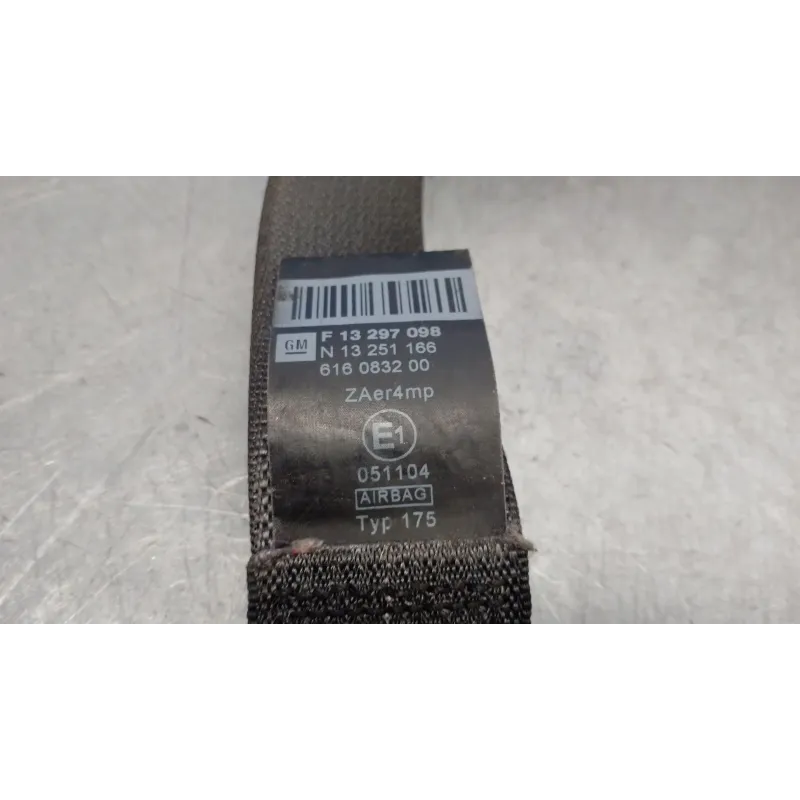 F 13 297 098
GM N 13 251 166
616 0832 00
ZAer4mp
E1
051104
AIRBAG
Typ 175